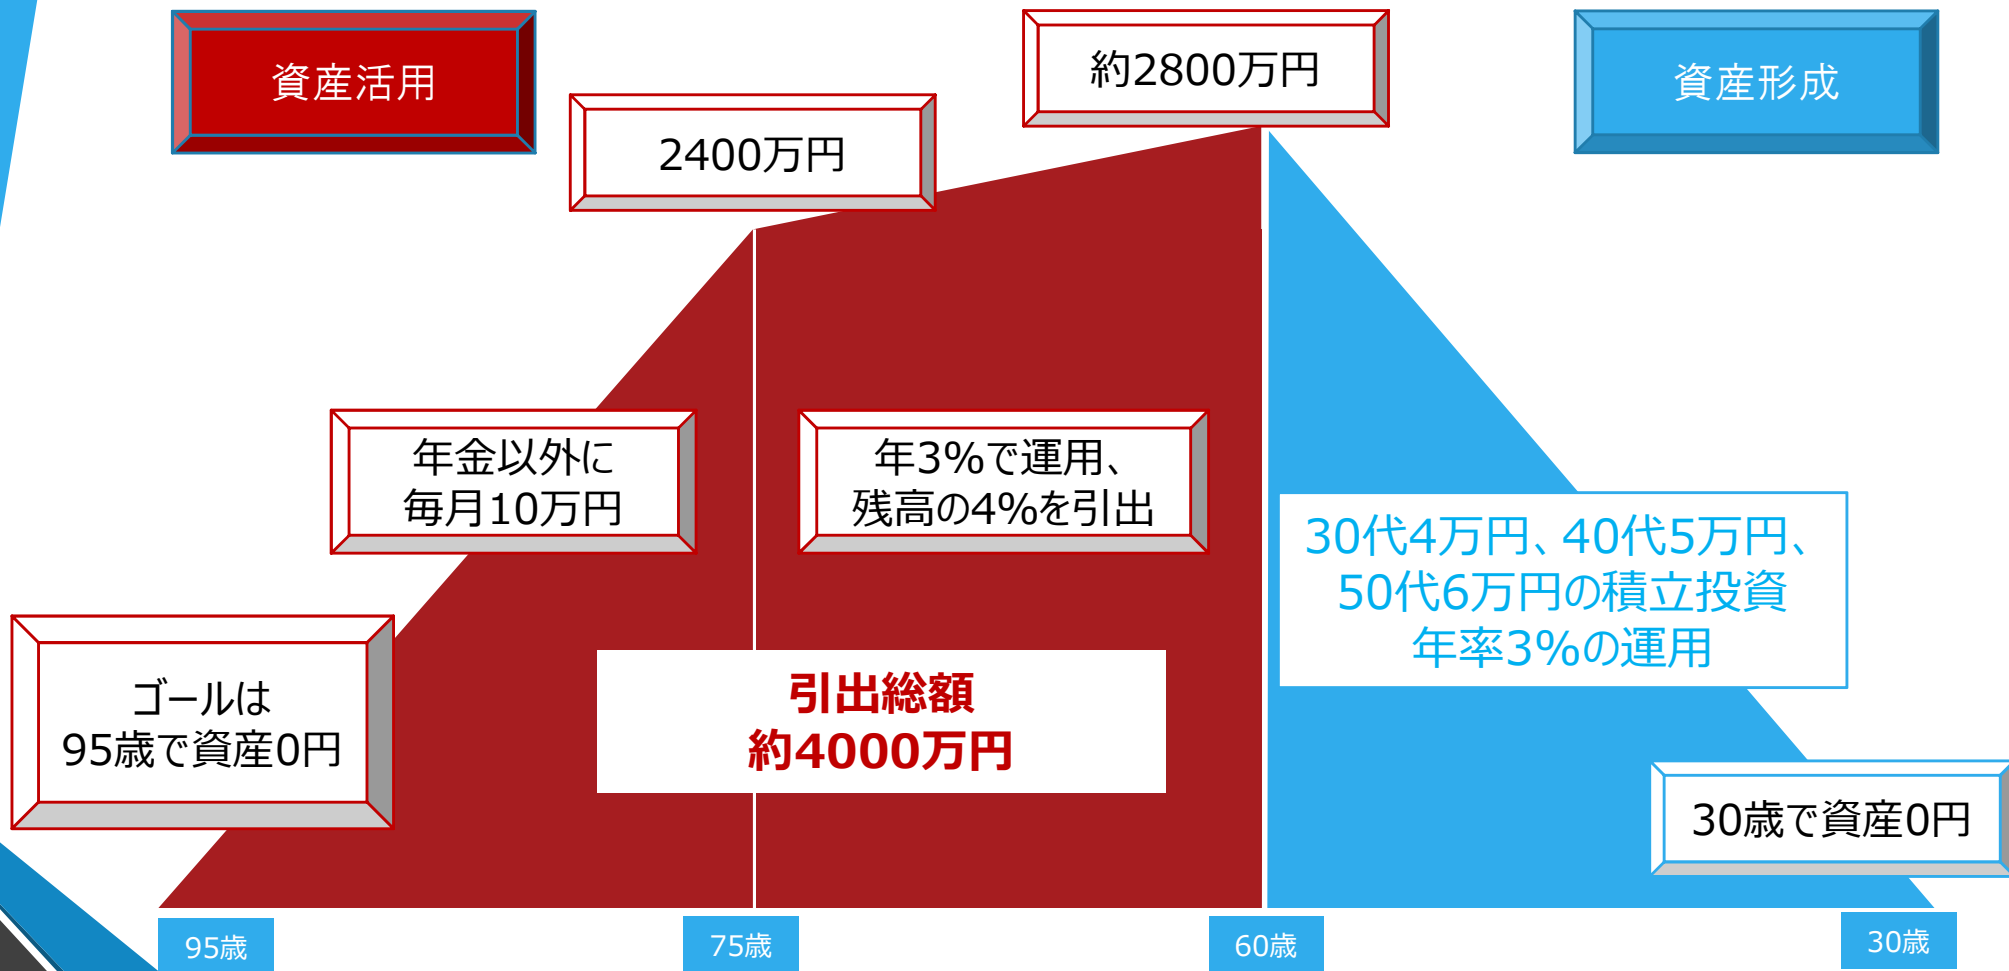 資産活用
約2800万円
資産形成
2400万円
年金以外に
毎月10万円
年3%で運用、
残高の4%を引出
30代4万円、40代5万円、
50代6万円の積立投資
年率3%の運用
ゴールは
95歳で資産0円
引出総額
約4000万円
30歳で資産0円
95歳
75歳
60歳
30歳